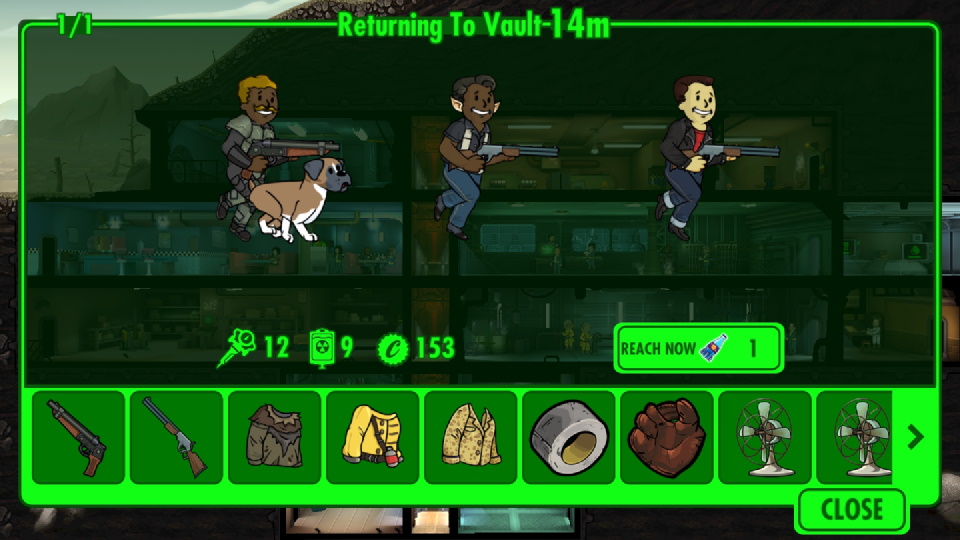 1/1
Returning To Vault-14m
12
9
153
REACH NOW 1
CLOSE